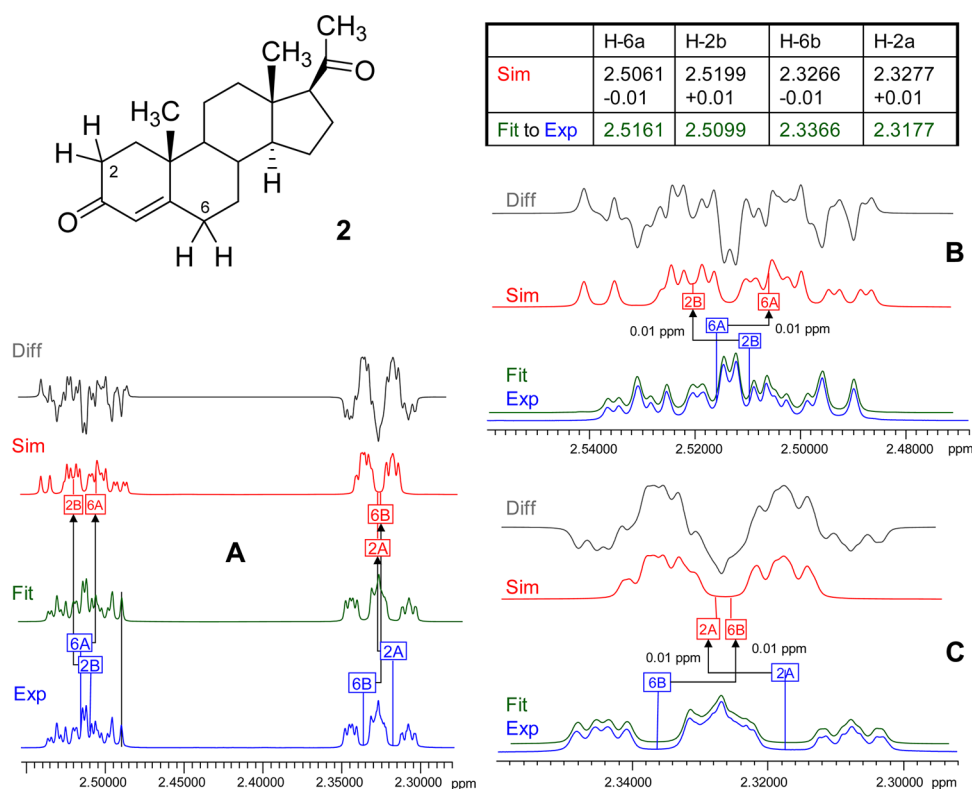 CH3
CH3
O
H3C
H
H
2
H
O
6
H H
2
H-6a H-2b H-6b H-2a
Sim 2.5061 2.5199 2.3266 2.3277
-0.01 +0.01 -0.01 +0.01
Fit to Exp 2.5161 2.5099 2.3366 2.3177
Diff
Sim
2B 6A
6A
0.01 ppm 0.01 ppm
2B
Fit
Exp
B
2.54000 2.52000 2.50000 2.48000 ppm
Diff
Sim
2B 6A
6B
2A
A
Fit
6A
2B
2A
6B
Exp
2.50000 2.45000 2.40000 2.35000 2.30000 ppm
Diff
Sim
2A 6B
0.01 ppm 0.01 ppm
6B 2A
Fit
Exp
C
2.34000 2.32000 2.30000 ppm